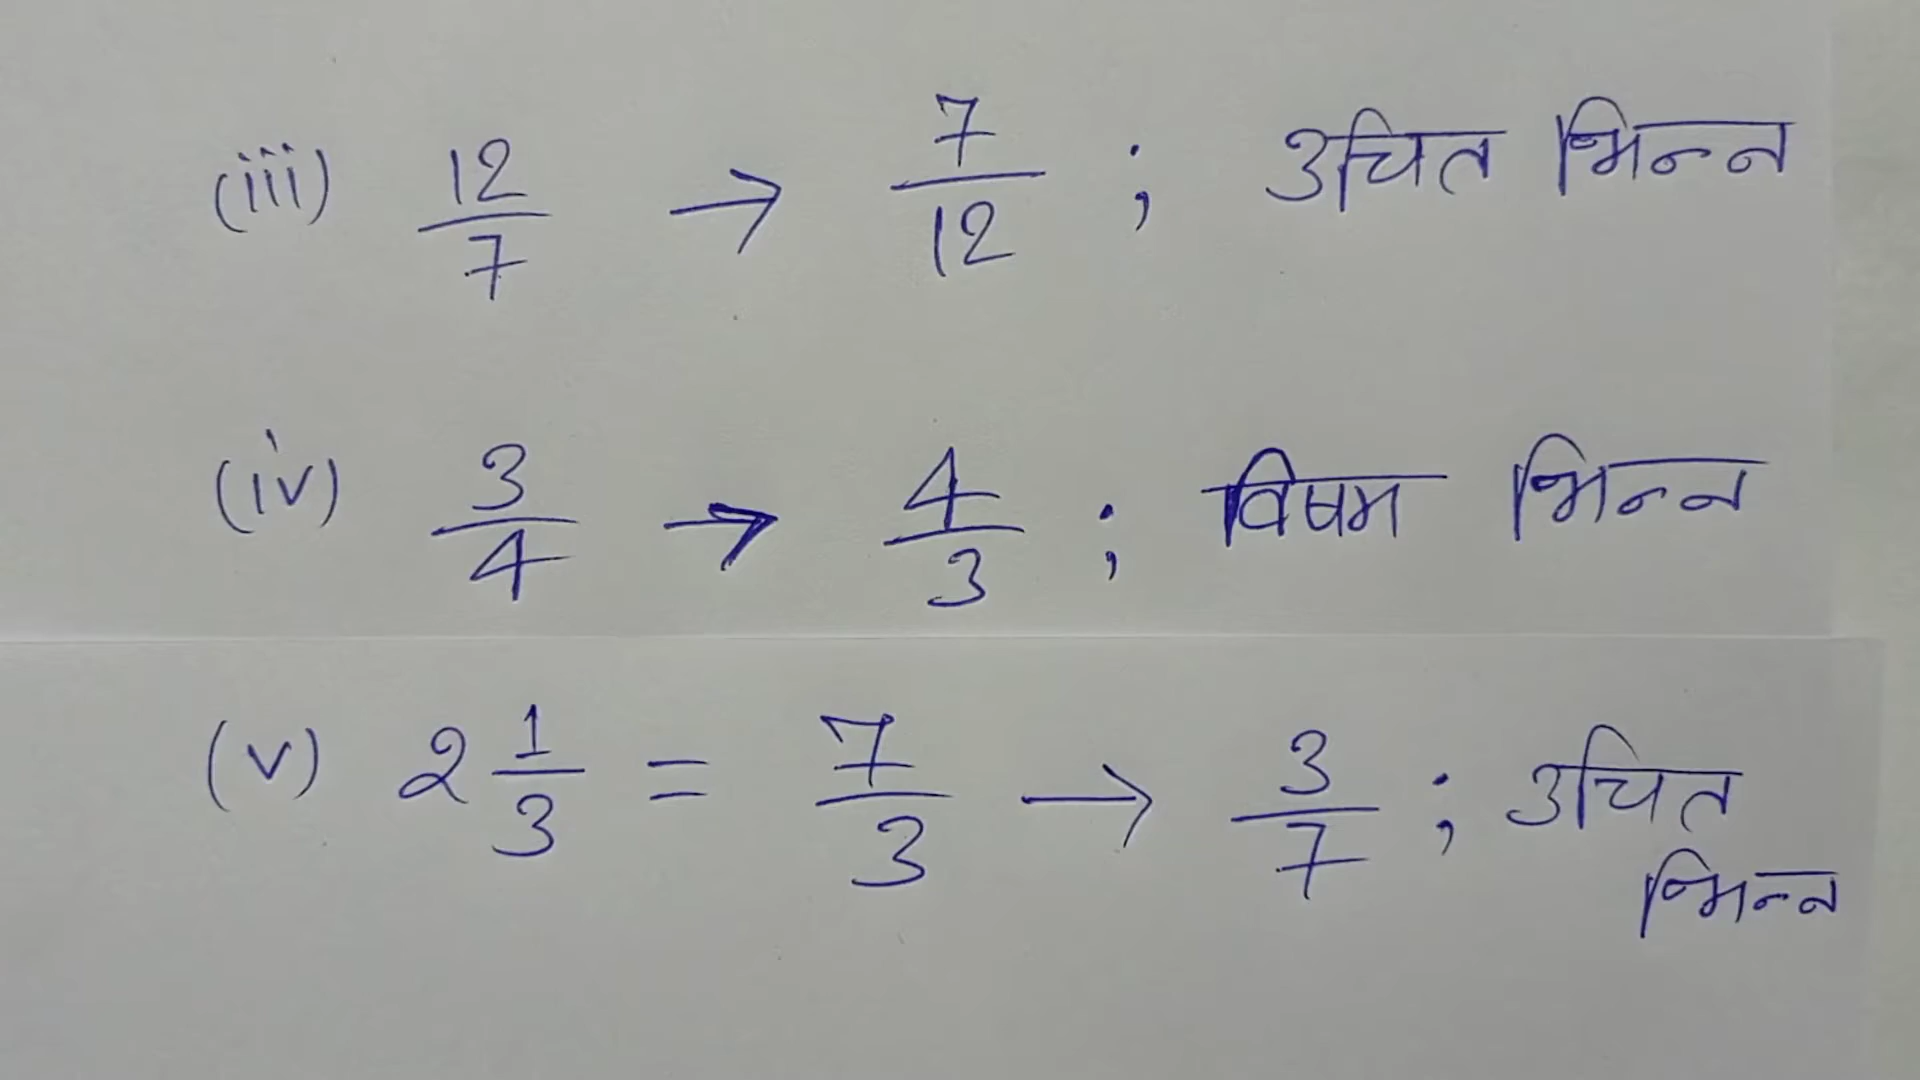 (iii) 12/7 → 7/12 ; उचित भिन्न
(iv) 3/4 → 4/3 ; विषम भिन्न
(v) 2 1/3 = 7/3 → 3/7 ; उचित
भिन्न